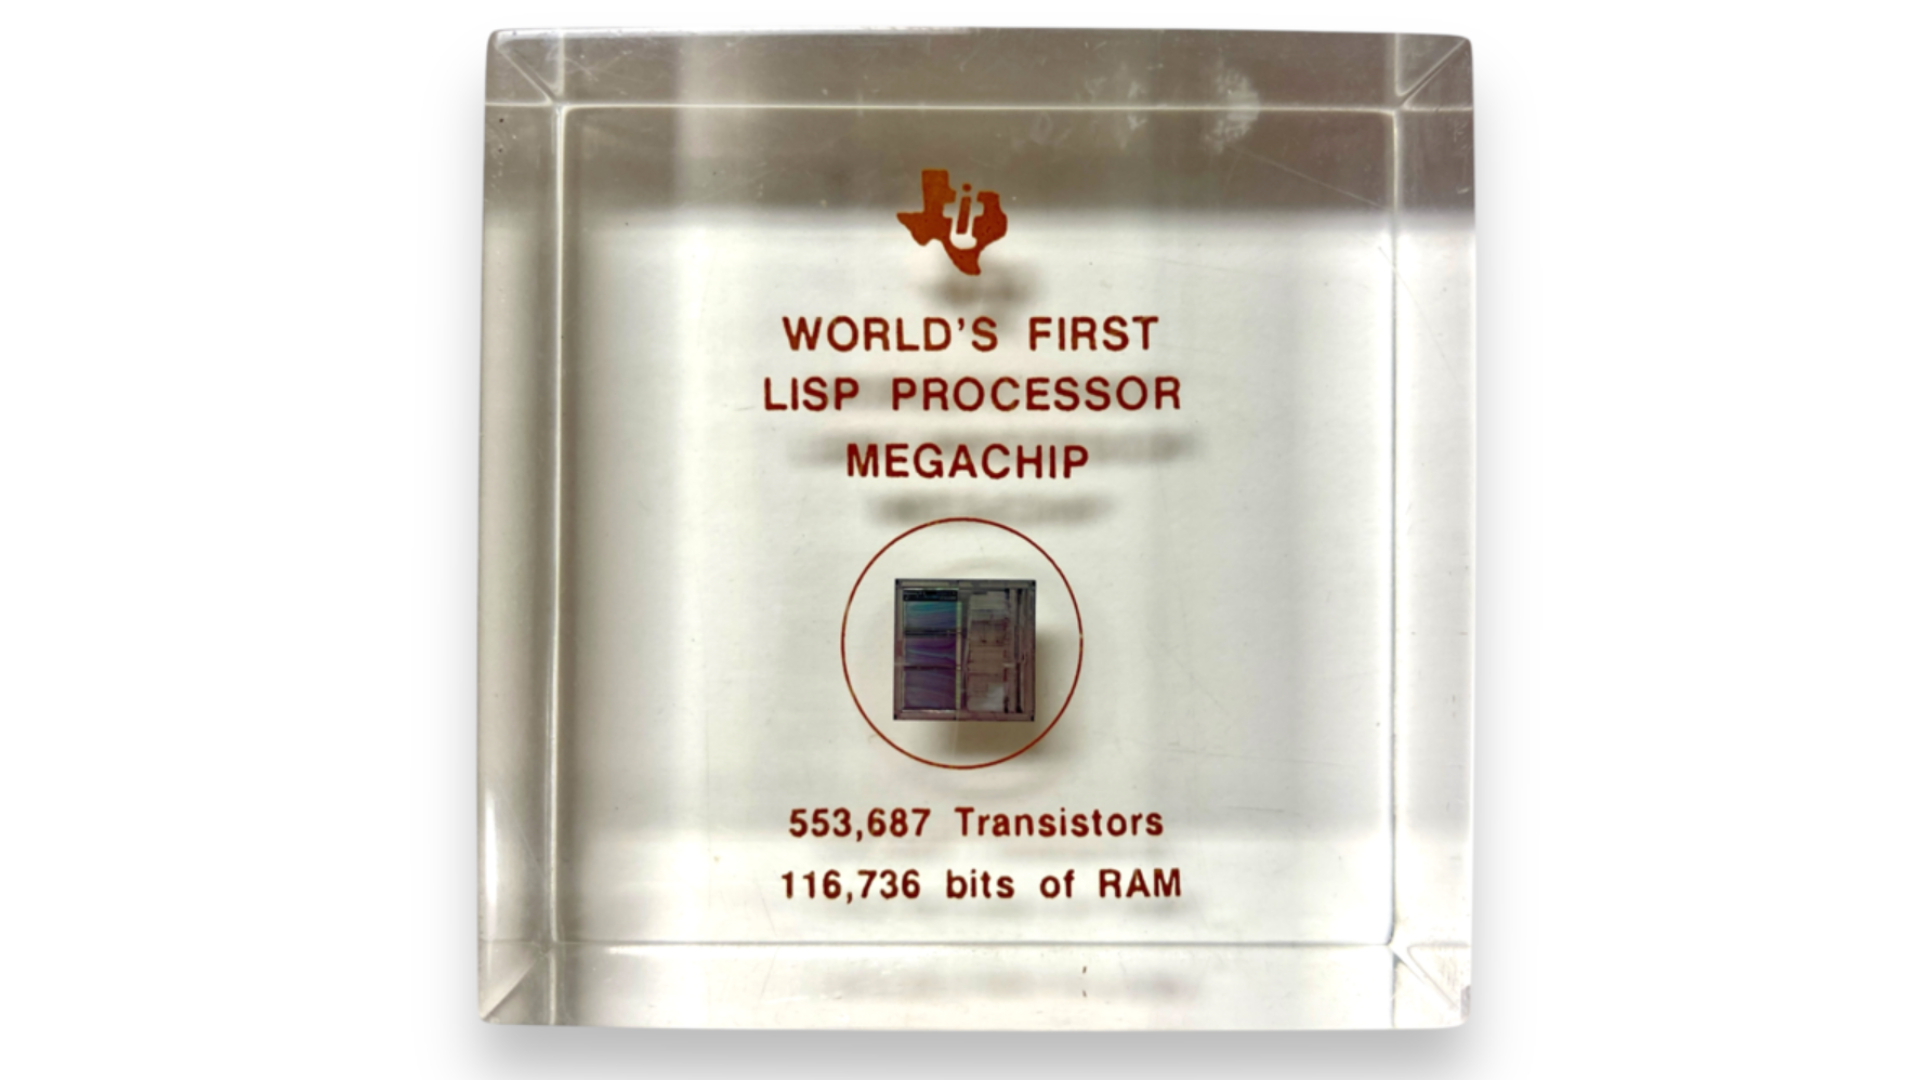 WORLD'S FIRST
LISP PROCESSOR
MEGACHIP
553,687 Transistors
116,736 bits of RAM